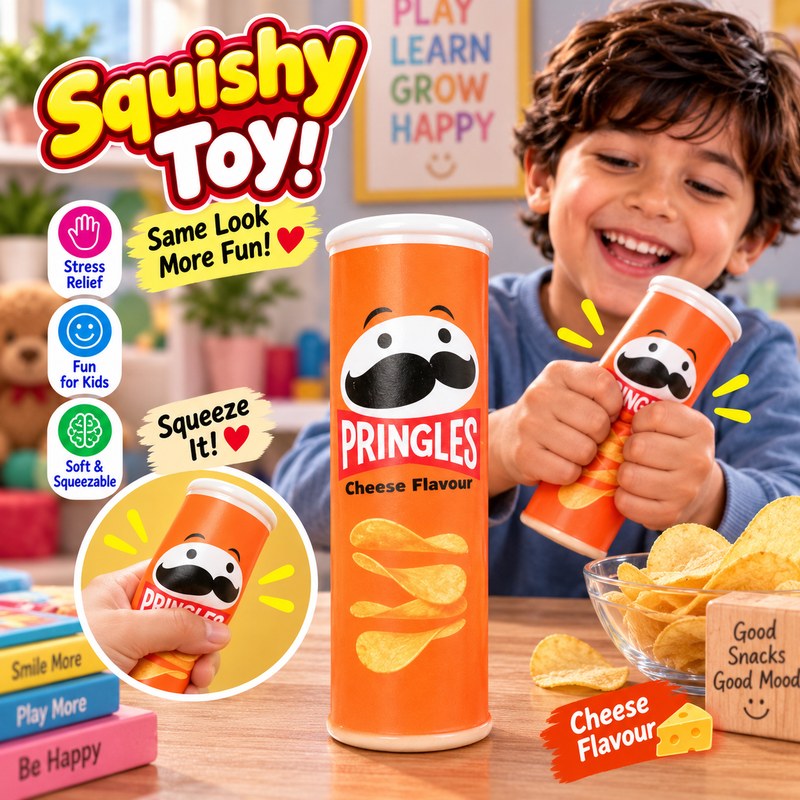 Squishy
Toy!
Same Look
More Fun!
Stress
Relief
Fun
for Kids
Soft &
Squeezable
Squeeze
It!
PRINGLES
PLAY
LEARN
GROW
HAPPY
PRINGLES
Cheese Flavour
PRINGLES
Smile More
Play More
Be Happy
Good
Snacks
Good Mood
Cheese
Flavour